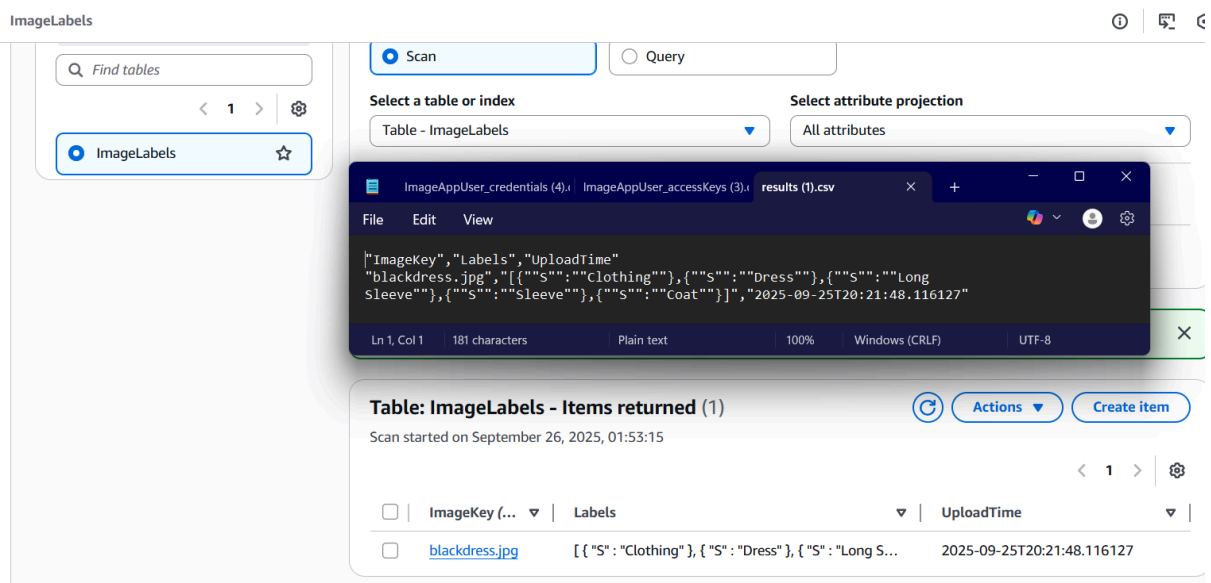 ImageLabels
Find tables
1
ImageLabels
Scan
Query
Select a table or index
Select attribute projection
Table - ImageLabels
All attributes
ImageAppUser_credentials (4).
ImageAppUser_accessKeys (3).
results (1).csv
File Edit View
"ImageKey","Labels","UploadTime"
"blackdress.jpg","[{""S"":""Clothing""},{""S"":""Dress""},{""S"":""Long
Sleeve""},{""S"":""Sleeve""},{""S"":""Coat""}]","2025-09-25T20:21:48.116127"
Ln 1, Col 1 181 characters Plain text 100% Windows (CRLF) UTF-8
Table: ImageLabels - Items returned (1)
Actions
Create item
Scan started on September 26, 2025, 01:53:15
1
ImageKey (... Labels UploadTime
blackdress.jpg [ { "S" : "Clothing" }, { "S" : "Dress" }, { "S" : "Long S... 2025-09-25T20:21:48.116127